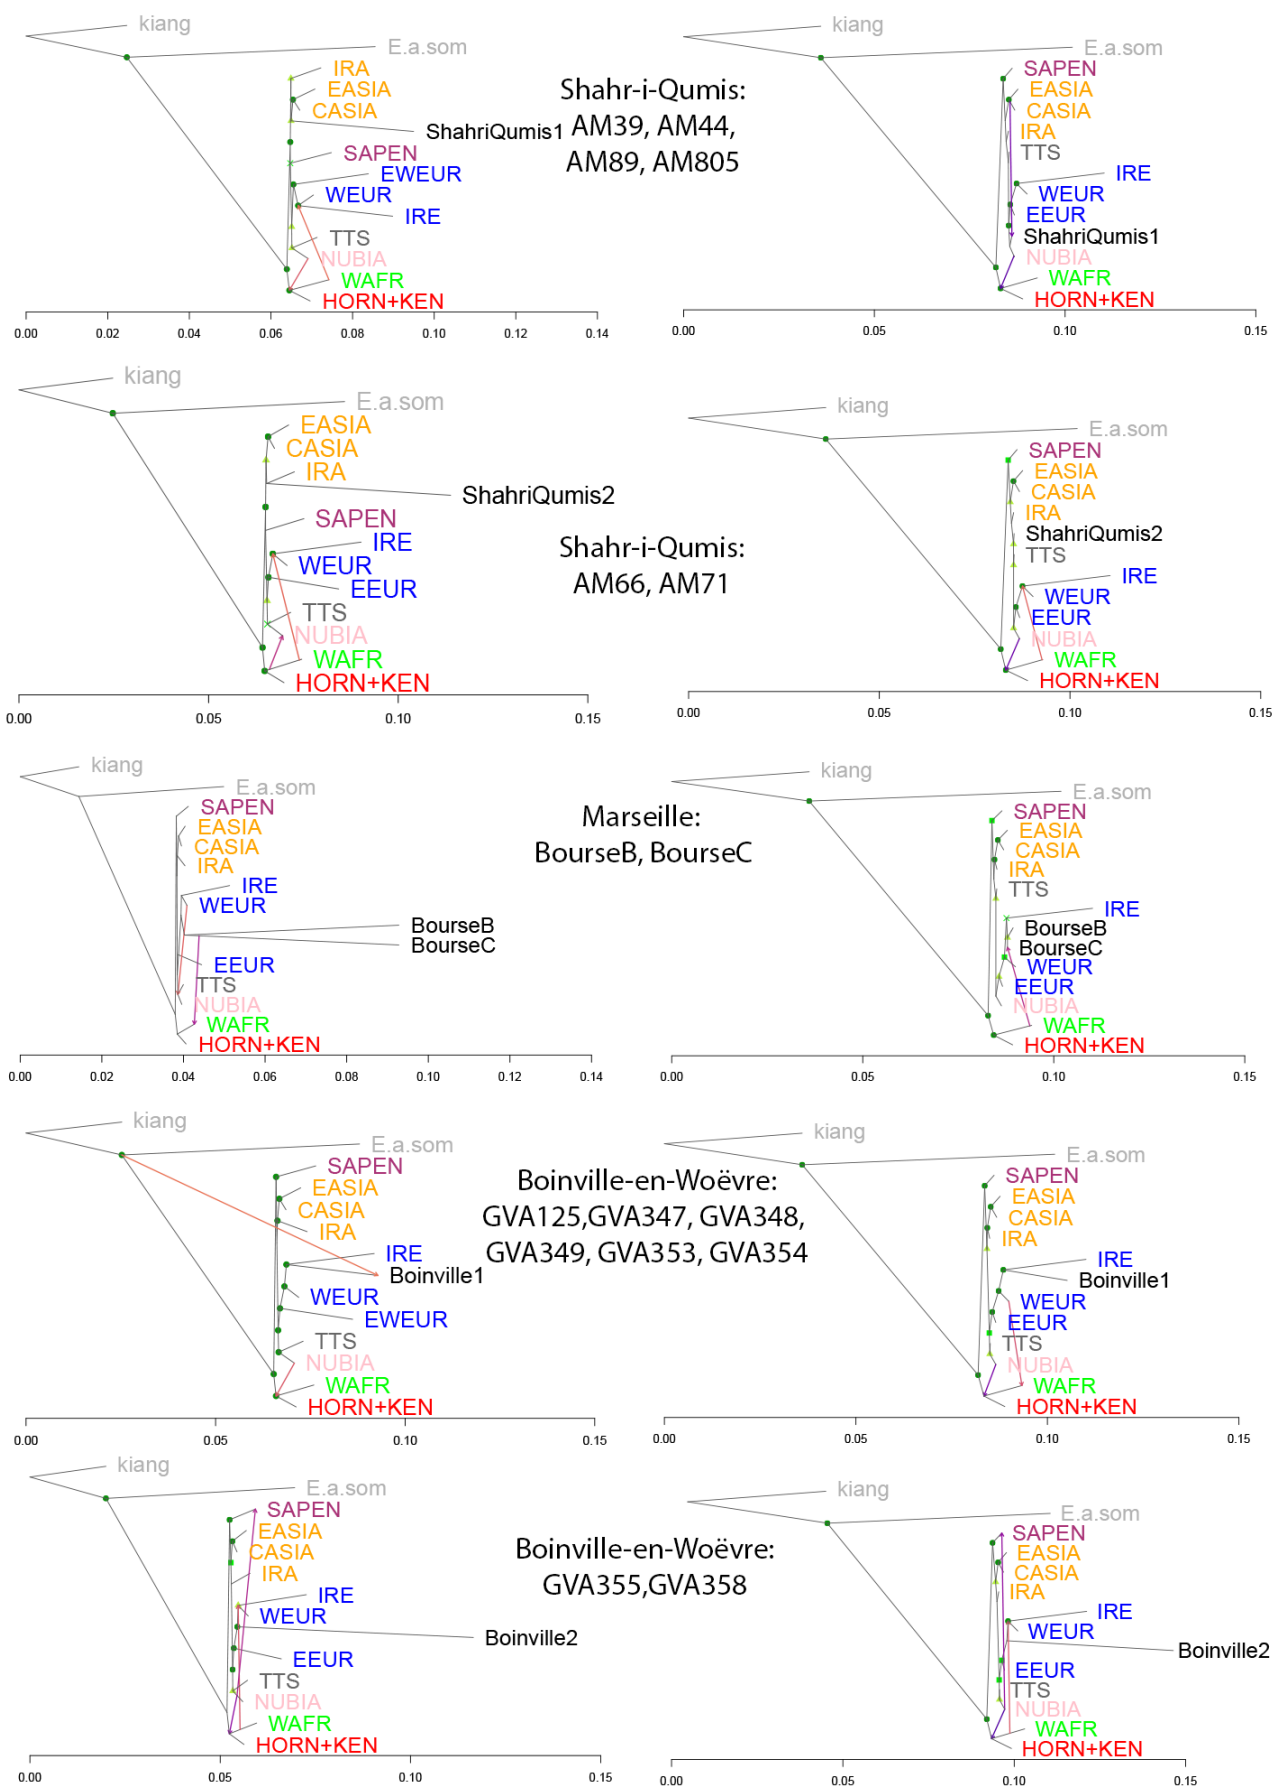 kiang
E.a.som
IRA
EASIA
CASIA
ShahriQumis1
SAPEN
EWEUR
WEUR
IRE
TTS
NUBIA
WAFR
HORN+KEN
0.00 0.02 0.04 0.06 0.08 0.10 0.12 0.14
Shahr-i-Qumis:
AM39, AM44,
AM89, AM805
kiang
E.a.som
SAPEN
EASIA
CASIA
IRA
TTS
IRE
WEUR
EEUR
ShahriQumis1
NUBIA
WAFR
HORN+KEN
0.00 0.05 0.10 0.15
kiang
E.a.som
EASIA
CASIA
IRA
ShahriQumis2
SAPEN
IRE
WEUR
EEUR
TTS
NUBIA
WAFR
HORN+KEN
0.00 0.05 0.10 0.15
Shahr-i-Qumis:
AM66, AM71
kiang
E.a.som
SAPEN
EASIA
CASIA
IRA
ShahriQumis2
TTS
IRE
WEUR
EEUR
NUBIA
WAFR
HORN+KEN
0.00 0.05 0.10 0.15
kiang
E.a.som
SAPEN
EASIA
CASIA
IRA
IRE
WEUR
BourseB
BourseC
EEUR
TTS
NUBIA
WAFR
HORN+KEN
0.00 0.02 0.04 0.06 0.08 0.10 0.12 0.14
Marseille:
BourseB, BourseC
kiang
E.a.som
SAPEN
EASIA
CASIA
IRA
TTS
IRE
BourseB
BourseC
WEUR
EEUR
NUBIA
WAFR
HORN+KEN
0.00 0.05 0.10 0.15
kiang
E.a.som
SAPEN
EASIA
CASIA
IRA
IRE
Boinville1
WEUR
EWEUR
TTS
NUBIA
WAFR
HORN+KEN
0.00 0.05 0.10 0.15
Boinville-en-Woëvre:
GVA125,GVA347, GVA348,
GVA349, GVA353, GVA354
kiang
E.a.som
SAPEN
EASIA
CASIA
IRA
IRE
Boinville1
WEUR
EEUR
TTS
NUBIA
WAFR
HORN+KEN
0.00 0.05 0.10 0.15
kiang
E.a.som
SAPEN
EASIA
CASIA
IRA
IRE
WEUR
Boinville2
EEUR
TTS
NUBIA
WAFR
HORN+KEN
0.00 0.05 0.10 0.15
Boinville-en-Woëvre:
GVA355,GVA358
kiang
E.a.som
SAPEN
EASIA
CASIA
IRA
IRE
WEUR
Boinville2
EEUR
TTS
NUBIA
WAFR
HORN+KEN
0.00 0.05 0.10 0.15